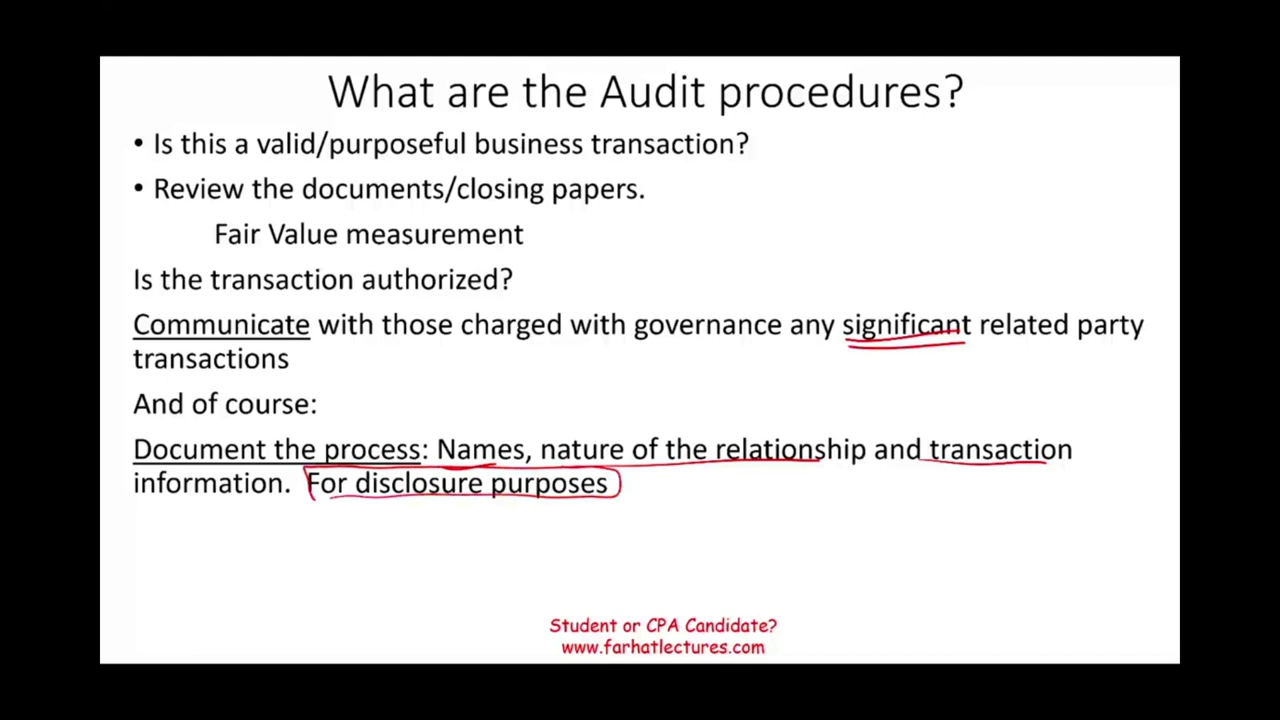 What are the Audit procedures?
• Is this a valid/purposeful business transaction?
• Review the documents/closing papers.
Fair Value measurement
Is the transaction authorized?
Communicate with those charged with governance any significant related party
transactions
And of course:
Document the process: Names, nature of the relationship and transaction
information. For disclosure purposes
Student or CPA Candidate?
www.farhatlectures.com